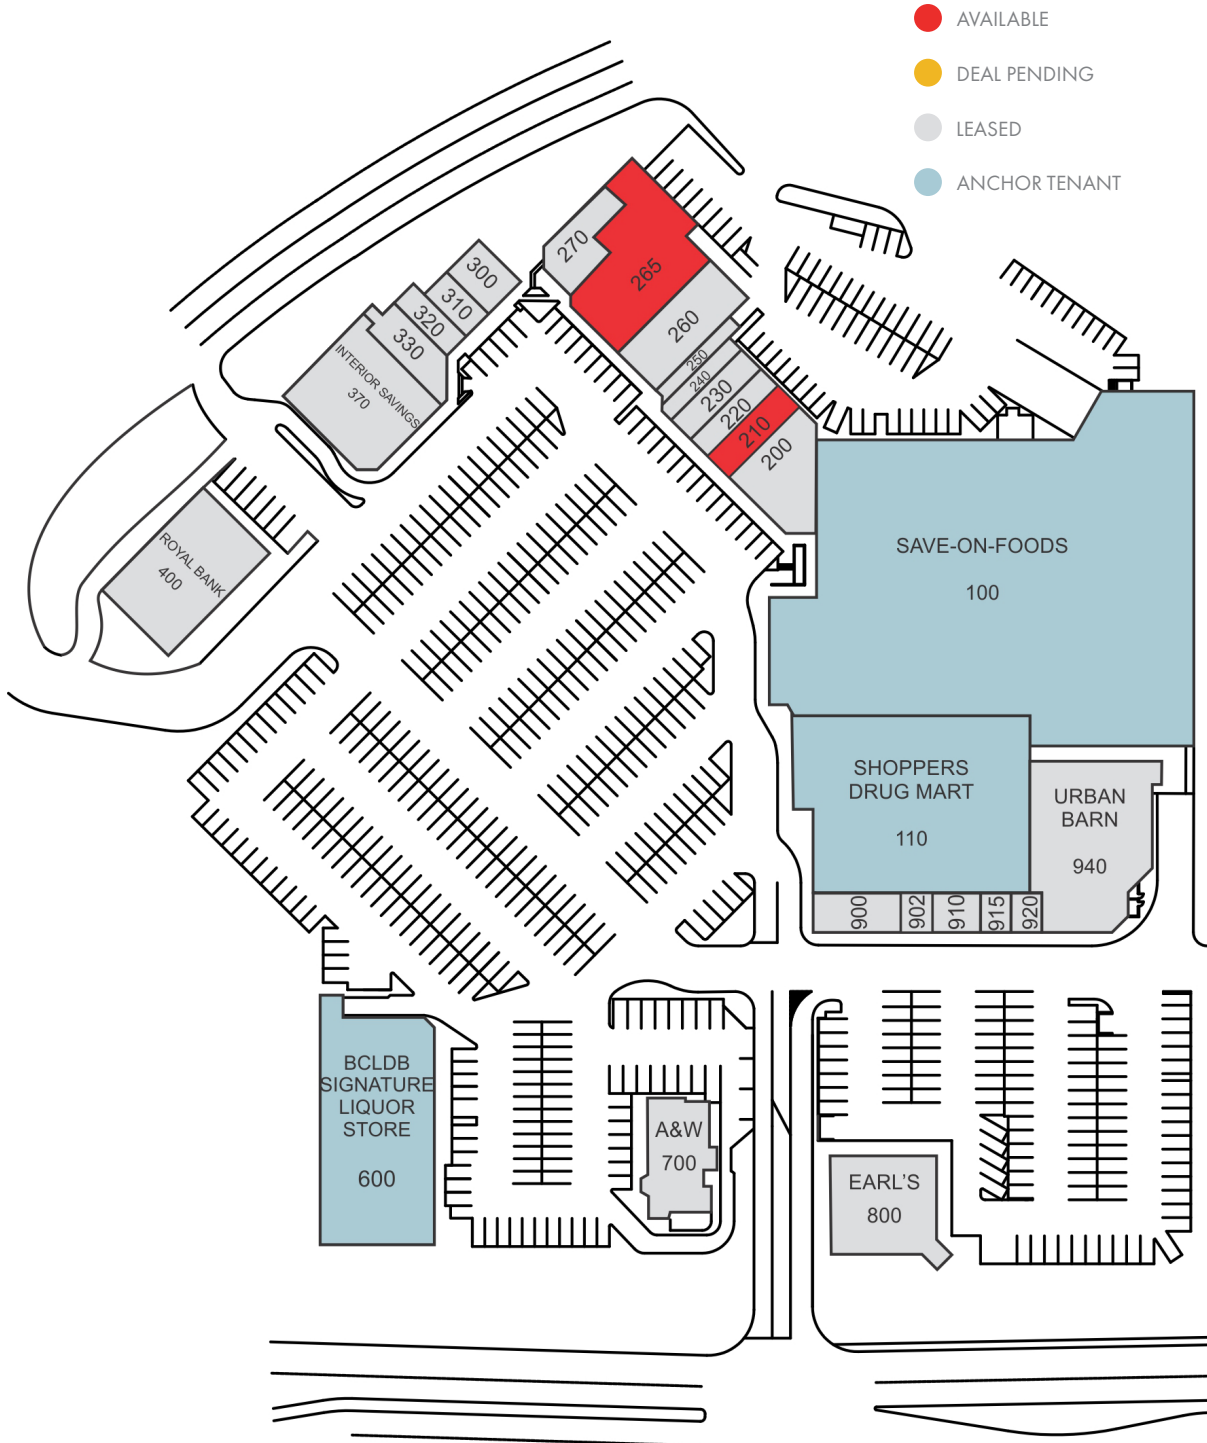 AVAILABLE
DEAL PENDING
LEASED
ANCHOR TENANT
270
265
300
310
320
330
INTERIOR SAVINGS
370
260
250
240
230
220
210
200
ROYAL BANK
400
SAVE-ON-FOODS
100
SHOPPERS
DRUG MART
110
URBAN
BARN
940
900
902
910
915
920
BCLDB
SIGNATURE
LIQUOR
STORE
600
A&W
700
EARL'S
800